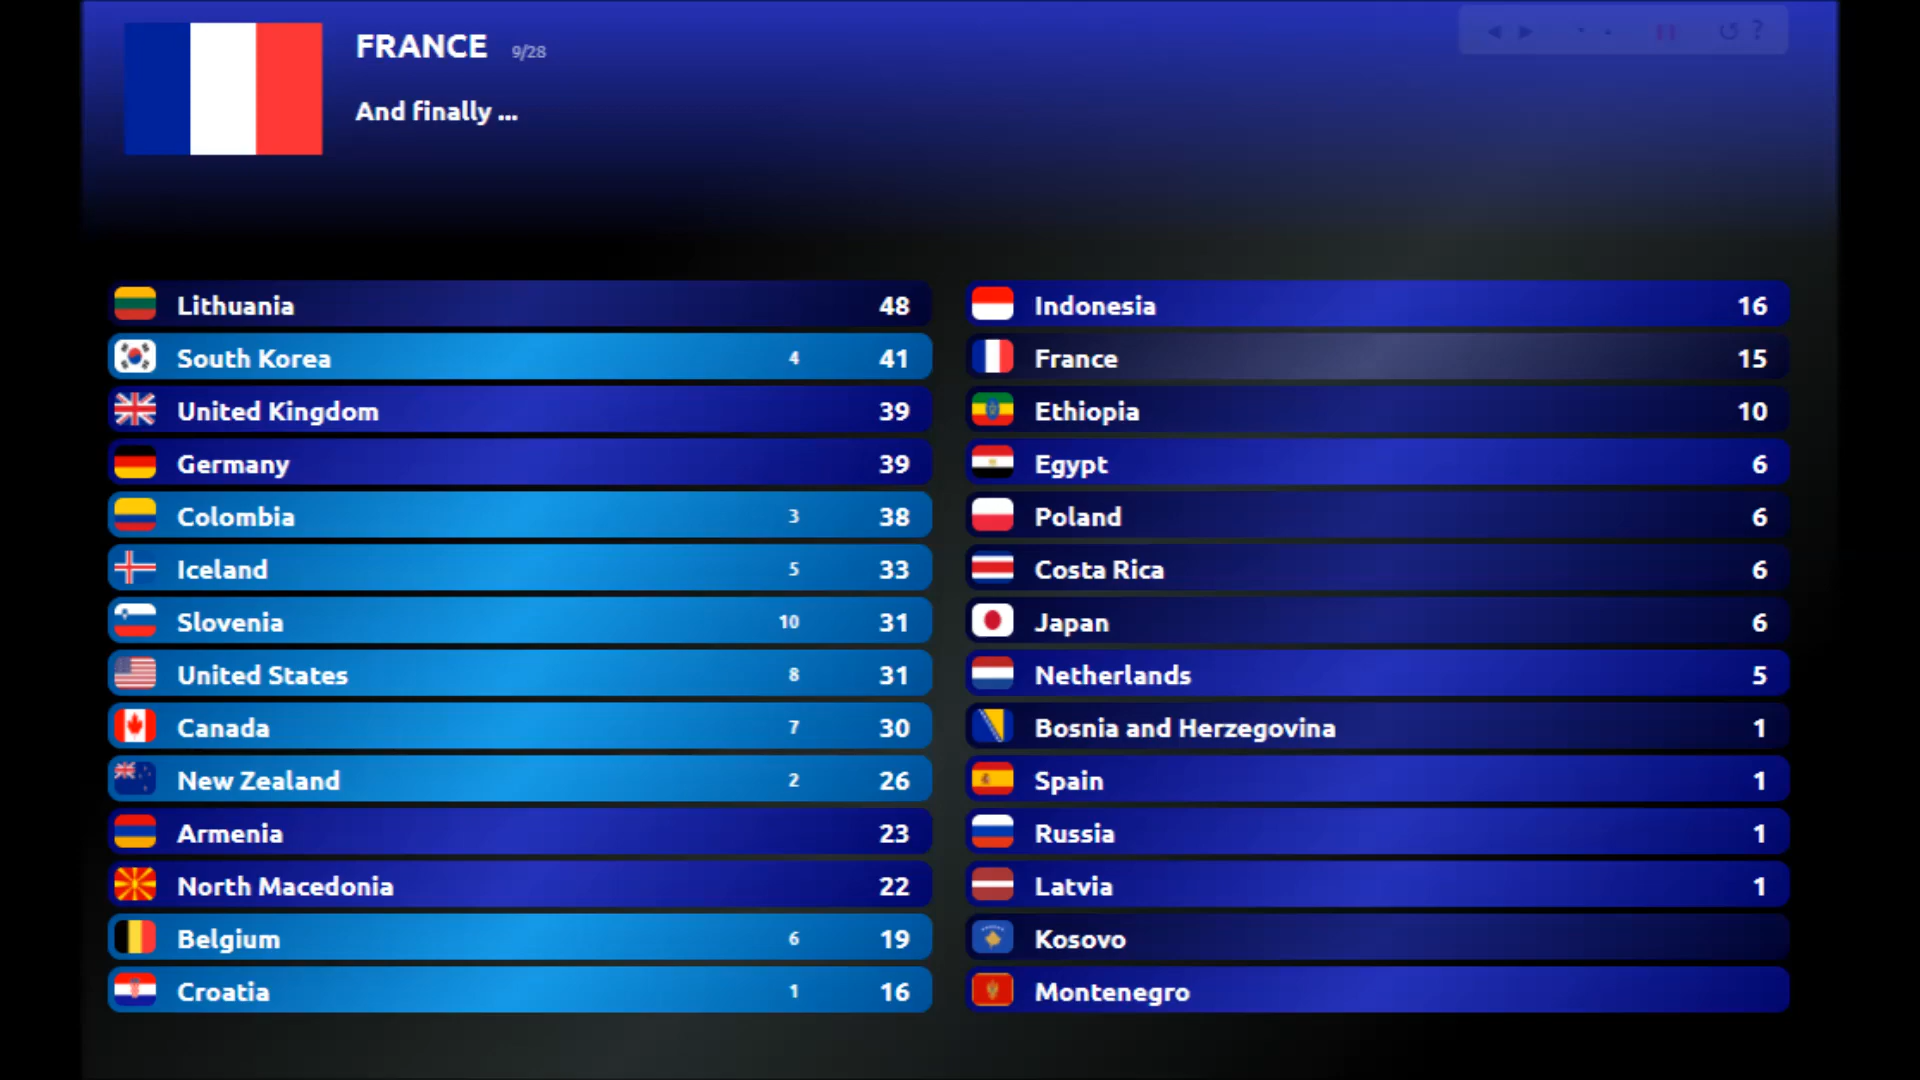 FRANCE 9/28
And finally ...
Lithuania 48
South Korea 4 41
United Kingdom 39
Germany 39
Colombia 3 38
Iceland 5 33
Slovenia 10 31
United States 8 31
Canada 7 30
New Zealand 2 26
Armenia 23
North Macedonia 22
Belgium 6 19
Croatia 1 16
Indonesia 16
France 15
Ethiopia 10
Egypt 6
Poland 6
Costa Rica 6
Japan 6
Netherlands 5
Bosnia and Herzegovina 1
Spain 1
Russia 1
Latvia 1
Kosovo
Montenegro